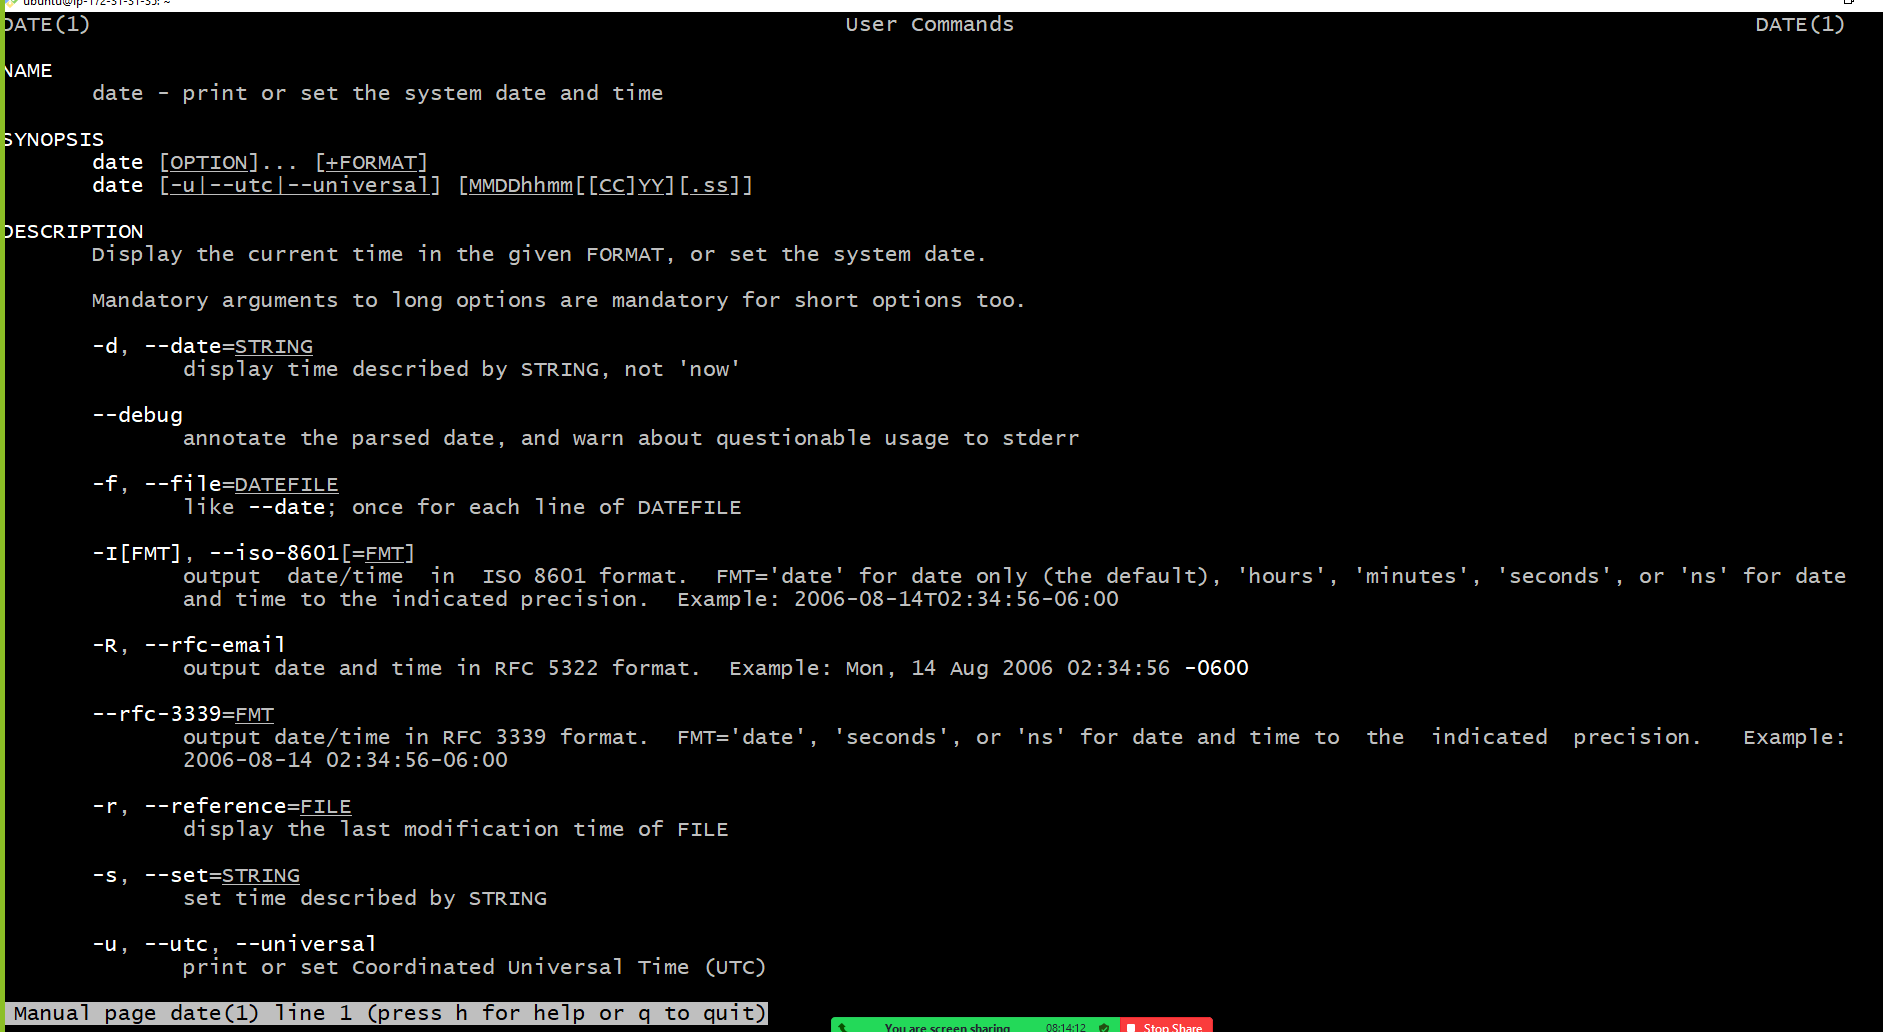 ubuntu@ip-172-31-31-35: ~
DATE(1) User Commands DATE(1)
NAME
date - print or set the system date and time
SYNOPSIS
date [OPTION]... [+FORMAT]
date [-u|--utc|--universal] [MMDDhhmm[[CC]YY][.ss]]
DESCRIPTION
Display the current time in the given FORMAT, or set the system date.
Mandatory arguments to long options are mandatory for short options too.
-d, --date=STRING
display time described by STRING, not 'now'
--debug
annotate the parsed date, and warn about questionable usage to stderr
-f, --file=DATEFILE
like --date; once for each line of DATEFILE
-I[FMT], --iso-8601[=FMT]
output date/time in ISO 8601 format. FMT='date' for date only (the default), 'hours', 'minutes', 'seconds', or 'ns' for date
and time to the indicated precision. Example: 2006-08-14T02:34:56-06:00
-R, --rfc-email
output date and time in RFC 5322 format. Example: Mon, 14 Aug 2006 02:34:56 -0600
--rfc-3339=FMT
output date/time in RFC 3339 format. FMT='date', 'seconds', or 'ns' for date and time to the indicated precision. Example:
2006-08-14 02:34:56-06:00
-r, --reference=FILE
display the last modification time of FILE
-s, --set=STRING
set time described by STRING
-u, --utc, --universal
print or set Coordinated Universal Time (UTC)
Manual page date(1) line 1 (press h for help or q to quit)
You are screen sharing 08:14:12 Stop Share